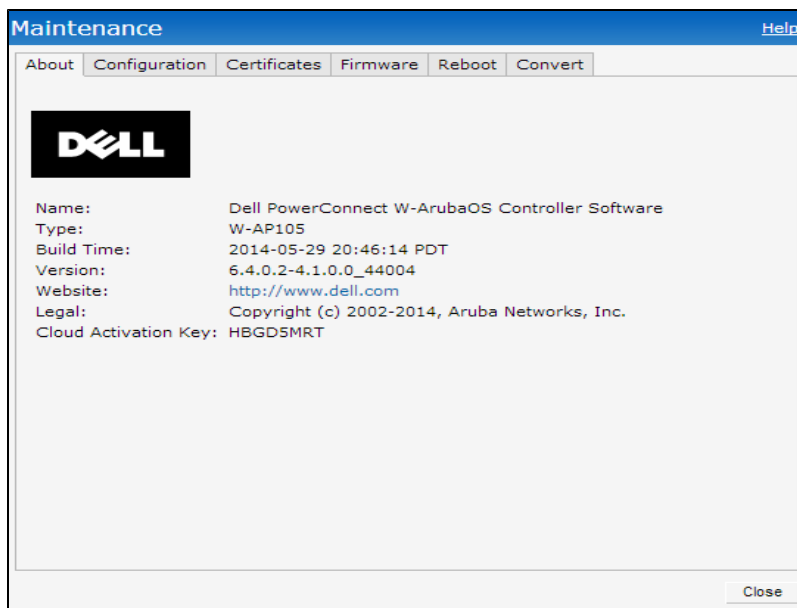 Maintenance Help
About Configuration Certificates Firmware Reboot Convert
DELL
Name: Dell PowerConnect W-ArubaOS Controller Software
Type: W-AP105
Build Time: 2014-05-29 20:46:14 PDT
Version: 6.4.0.2-4.1.0.0_44004
Website: http://www.dell.com
Legal: Copyright (c) 2002-2014, Aruba Networks, Inc.
Cloud Activation Key: HBGD5MRT
Close